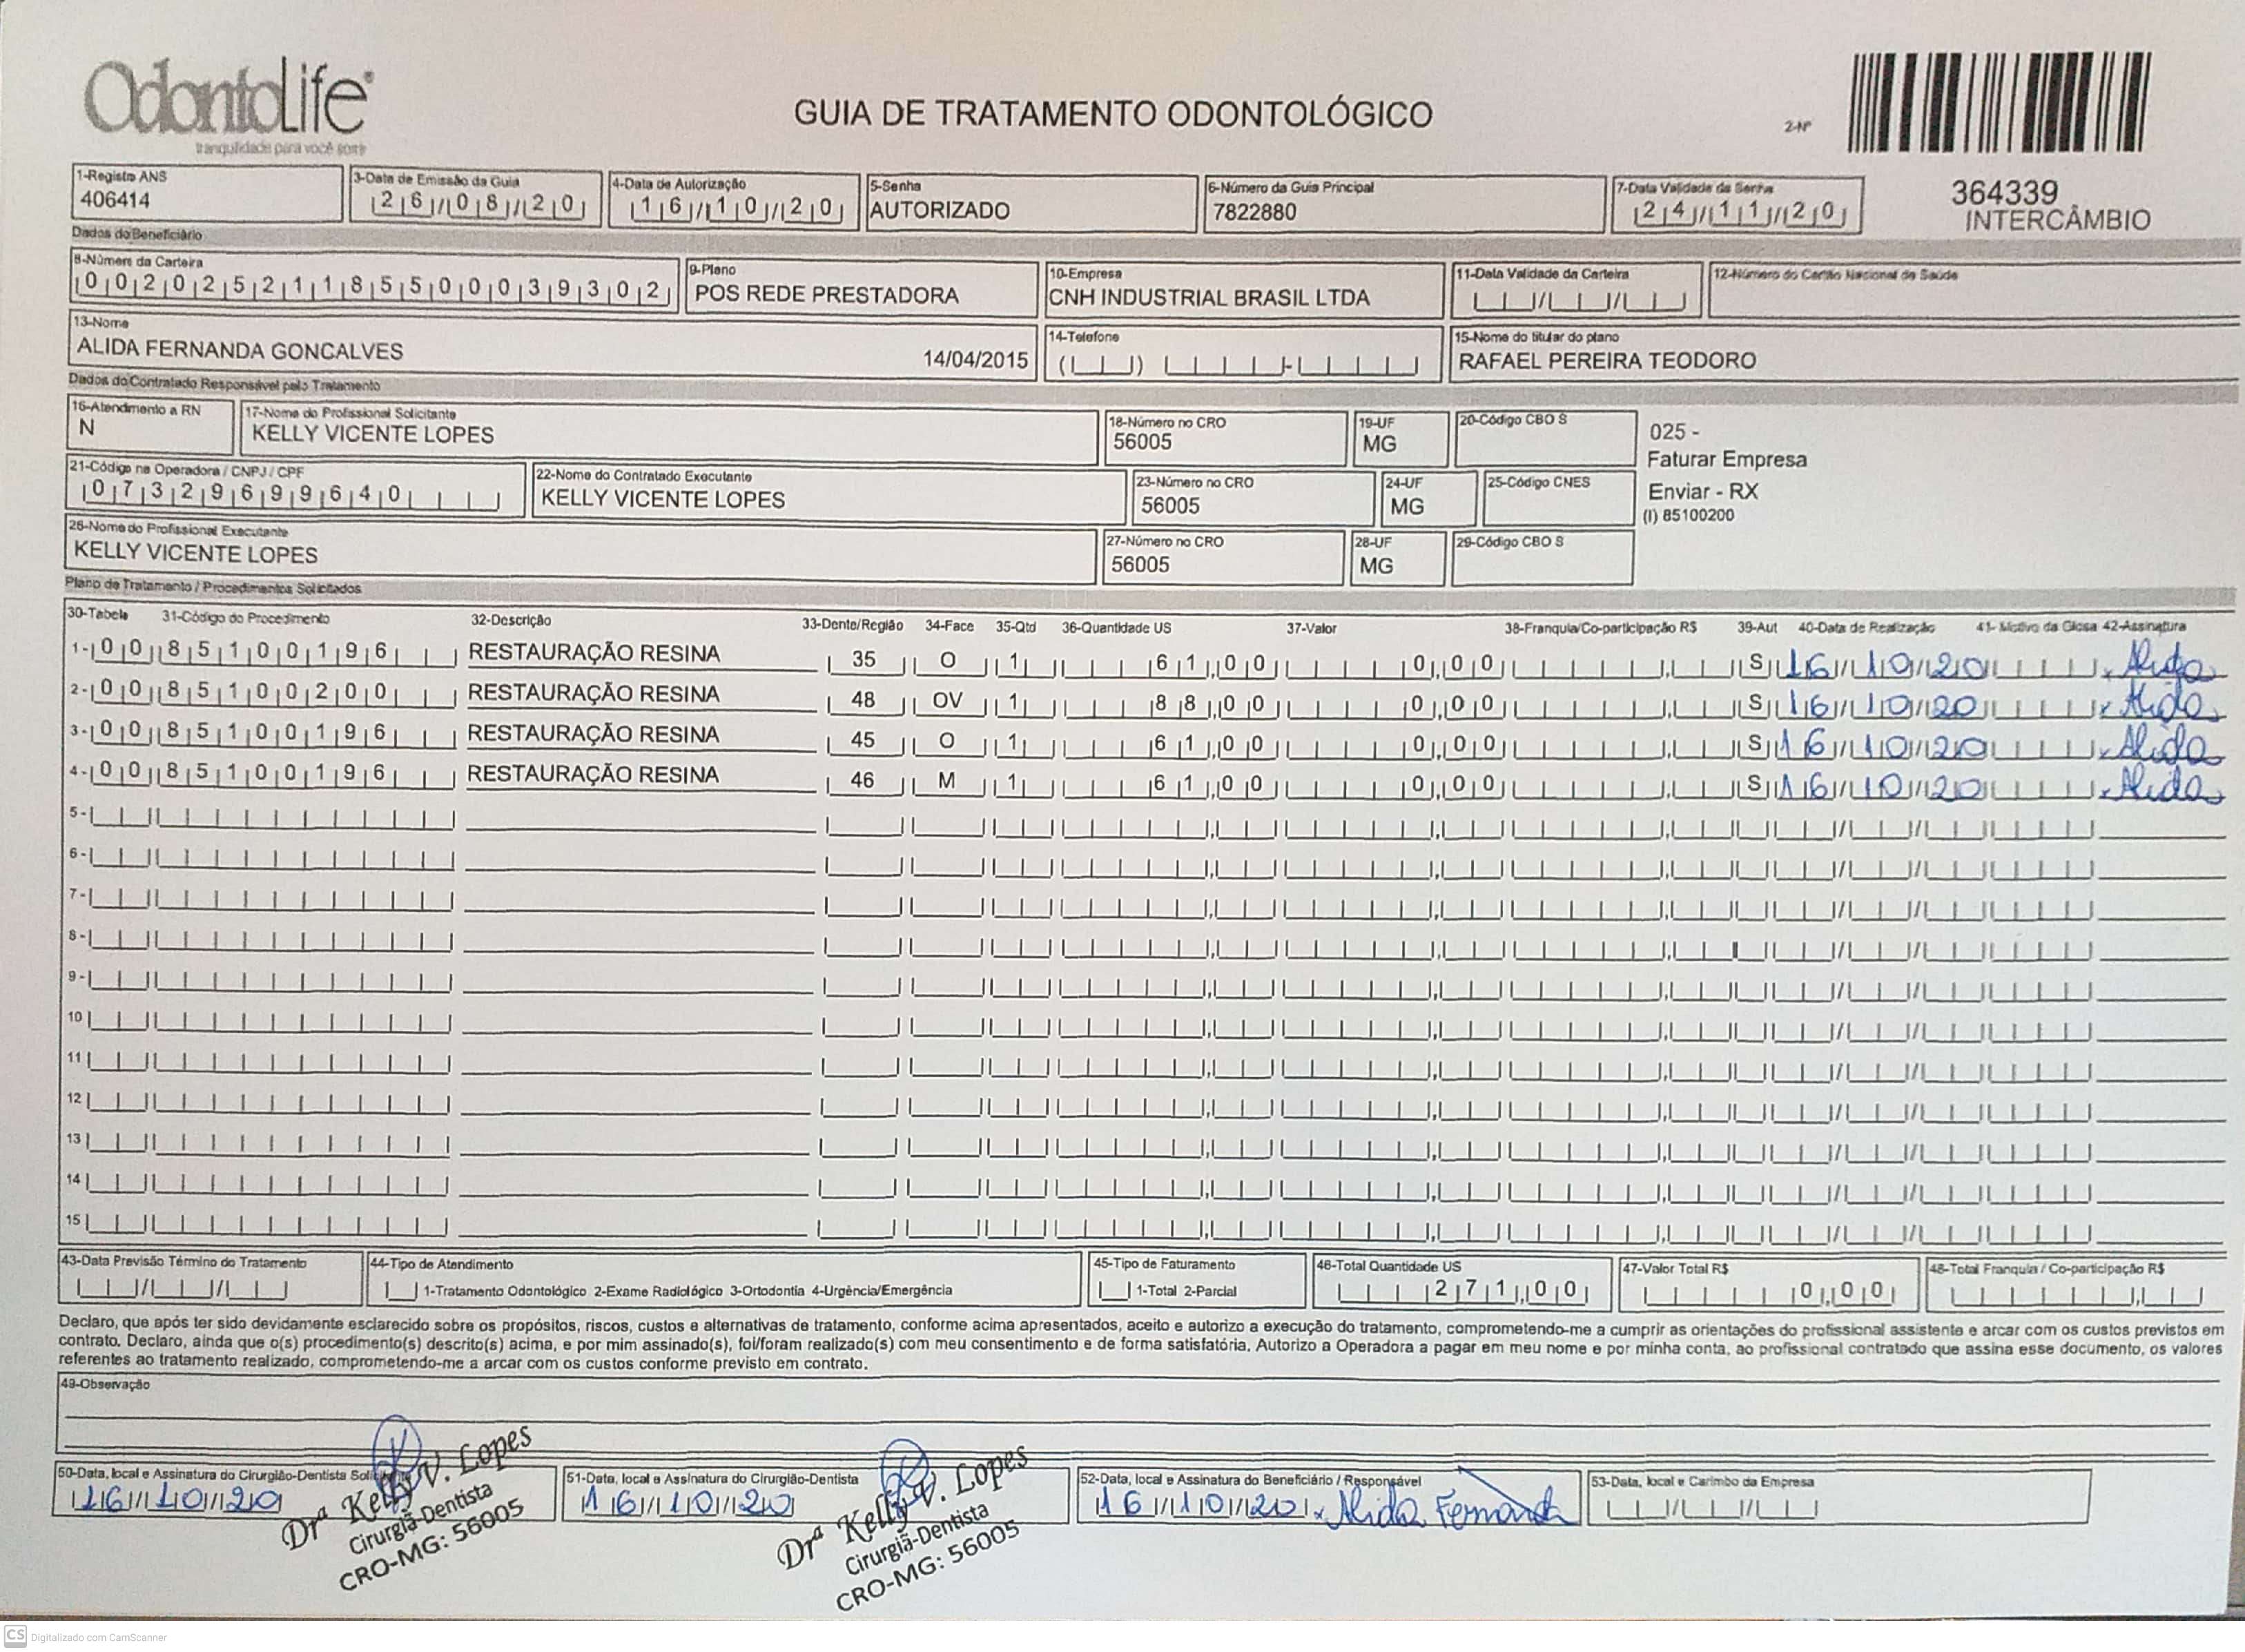 OdontoLife®
tranquilidade para você sorrir
GUIA DE TRATAMENTO ODONTOLÓGICO
2-Nº
364339
INTERCÂMBIO
1-Registro ANS
406414
3-Data de Emissão da Guia
26/08/20
4-Data de Autorização
16/10/20
5-Senha
AUTORIZADO
6-Número da Guia Principal
7822880
7-Data Validade da Senha
24/11/20
Dados do Beneficiário
8-Número da Carteira
00202521185500039302
9-Plano
POS REDE PRESTADORA
10-Empresa
CNH INDUSTRIAL BRASIL LTDA
11-Data Validade da Carteira
12-Número do Cartão Nacional de Saúde
13-Nome
ALIDA FERNANDA GONCALVES 14/04/2015
14-Telefone
15-Nome do titular do plano
RAFAEL PEREIRA TEODORO
Dados do Contratado Responsável pelo Tratamento
16-Atendimento a RN
N
17-Nome do Profissional Solicitante
KELLY VICENTE LOPES
18-Número no CRO
56005
19-UF
MG
20-Código CBO S
025 -
Faturar Empresa
Enviar - RX
(I) 85100200
21-Código na Operadora / CNPJ / CPF
07329699640
22-Nome do Contratado Executante
KELLY VICENTE LOPES
23-Número no CRO
56005
24-UF
MG
25-Código CNES
26-Nome do Profissional Executante
KELLY VICENTE LOPES
27-Número no CRO
56005
28-UF
MG
29-Código CBO S
Plano de Tratamento / Procedimentos Solicitados
30-Tabela 31-Código do Procedimento 32-Descrição 33-Dente/Região 34-Face 35-Qtd 36-Quantidade US 37-Valor 38-Franquia/Co-participação R$ 39-Aut 40-Data de Realização 41- Motivo da Glosa 42-Assinatura
1- 00 85100196 RESTAURAÇÃO RESINA 35 O 1 61,00 0,00 S 16/10/20 x Alida
2- 00 85100200 RESTAURAÇÃO RESINA 48 OV 1 88,00 0,00 S 16/10/20 x Alida
3- 00 85100196 RESTAURAÇÃO RESINA 45 O 1 61,00 0,00 S 16/10/20 x Alida
4- 00 85100196 RESTAURAÇÃO RESINA 46 M 1 61,00 0,00 S 16/10/20 x Alida
5-
6-
7-
8-
9-
10
11
12
13
14
15
43-Data Previsão Término do Tratamento
44-Tipo de Atendimento
1-Tratamento Odontológico 2-Exame Radiológico 3-Ortodontia 4-Urgência/Emergência
45-Tipo de Faturamento
1-Total 2-Parcial
46-Total Quantidade US
271,00
47-Valor Total R$
0,00
48-Total Franquia / Co-participação R$
Declaro, que após ter sido devidamente esclarecido sobre os propósitos, riscos, custos e alternativas de tratamento, conforme acima apresentados, aceito e autorizo a execução do tratamento, comprometendo-me a cumprir as orientações do profissional assistente e arcar com os custos previstos em
contrato. Declaro, ainda que o(s) procedimento(s) descrito(s) acima, e por mim assinado(s), foi/foram realizado(s) com meu consentimento e de forma satisfatória. Autorizo a Operadora a pagar em meu nome e por minha conta, ao profissional contratado que assina esse documento, os valores
referentes ao tratamento realizado, comprometendo-me a arcar com os custos conforme previsto em contrato.
49-Observação
50-Data, local e Assinatura do Cirurgião-Dentista Solicitante
16/10/20
Drª Kelly V. Lopes
Cirurgiã-Dentista
CRO-MG: 56005
51-Data, local e Assinatura do Cirurgião-Dentista
16/10/20
Drª Kelly V. Lopes
Cirurgiã-Dentista
CRO-MG: 56005
52-Data, local e Assinatura do Beneficiário / Responsável
16/10/20 x Alida Fernanda
53-Data, local e Carimbo da Empresa
CS Digitalizado com CamScanner